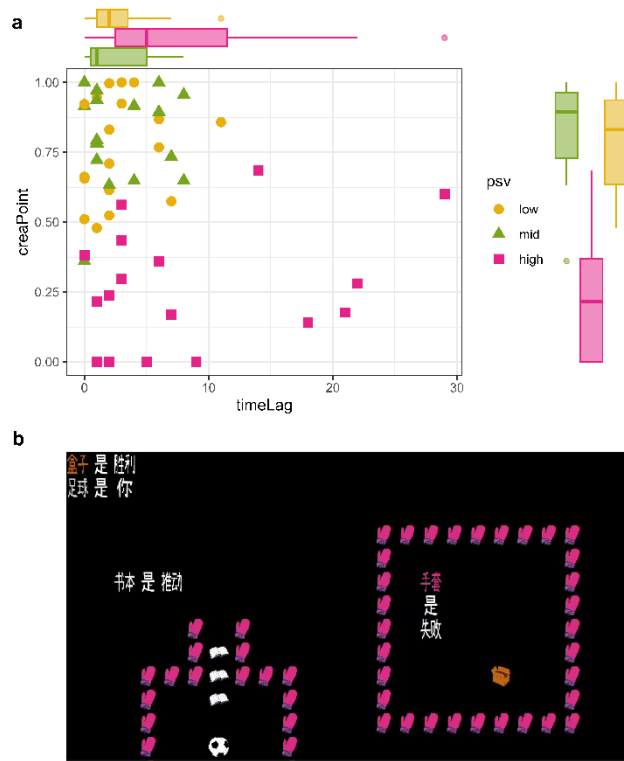 a
1.00
0.75
0.50
0.25
0.00
creaPoint
0
10
20
30
timeLag
psv
low
mid
high
b
盒子 是 胜利
足球 是 你
书本 是 推动
手套
是
失败